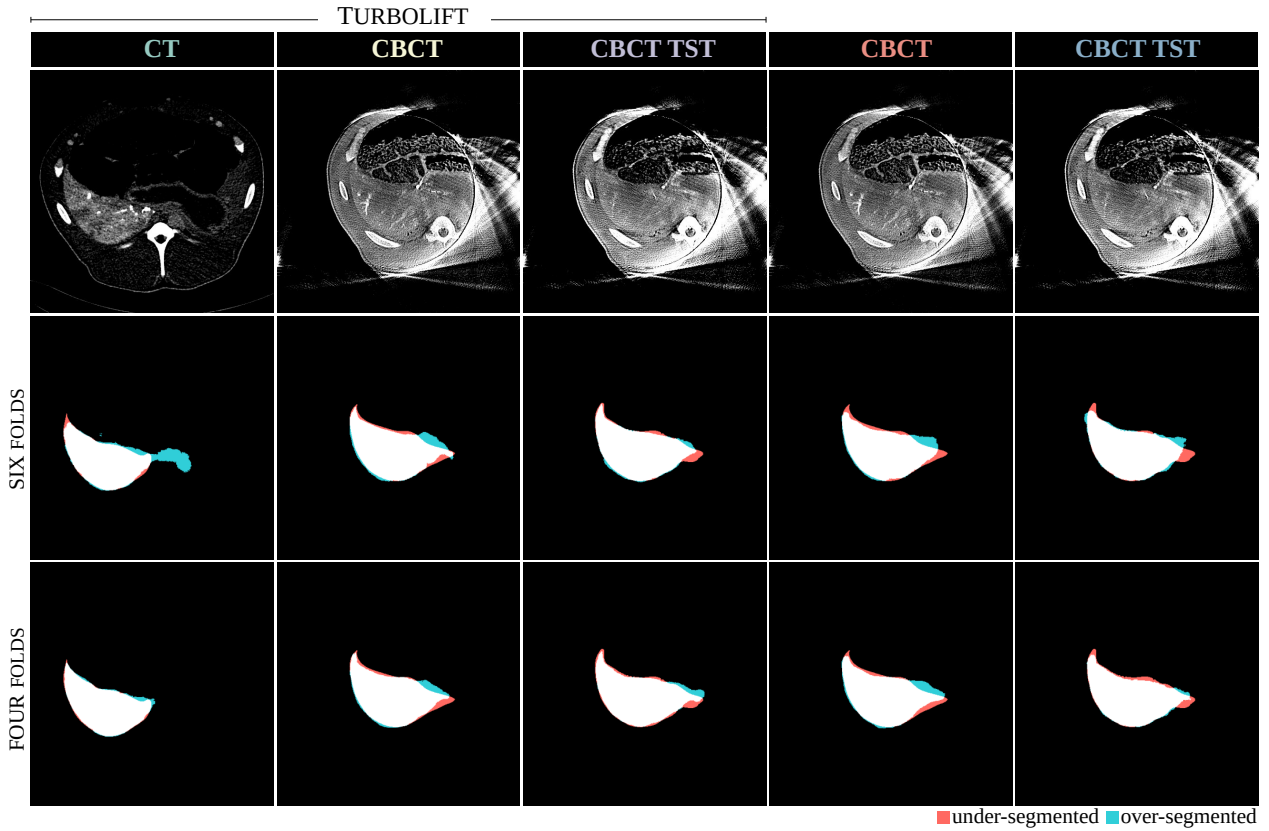 TURBOLIFT
CT
CBCT
CBCT TST
CBCT
CBCT TST
SIX FOLDS
FOUR FOLDS
under-segmented
over-segmented